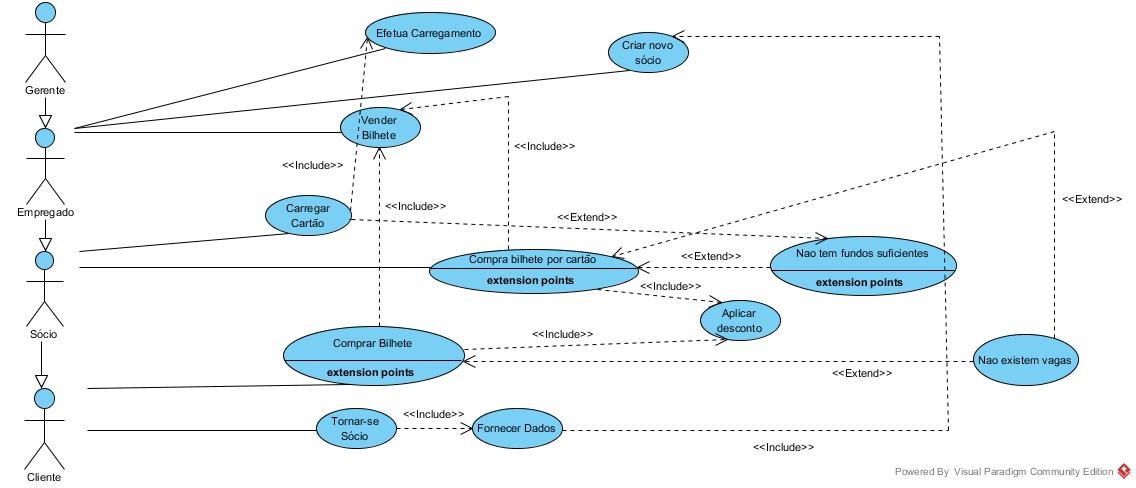 Efetua Carregamento
Criar novo
sócio
Gerente
Vender
Bilhete
<<Include>>
<<Include>>
<<Extend>>
Empregado
Carregar
Cartão
<<Include>>
<<Extend>>
Compra bilhete por cartão
extension points
<<Extend>>
Nao tem fundos suficientes
extension points
<<Include>>
Aplicar
desconto
Sócio
Comprar Bilhete
extension points
<<Include>>
Nao existem vagas
<<Extend>>
Tornar-se
Sócio
<<Include>>
Fornecer Dados
<<Include>>
Cliente
Powered By Visual Paradigm Community Edition